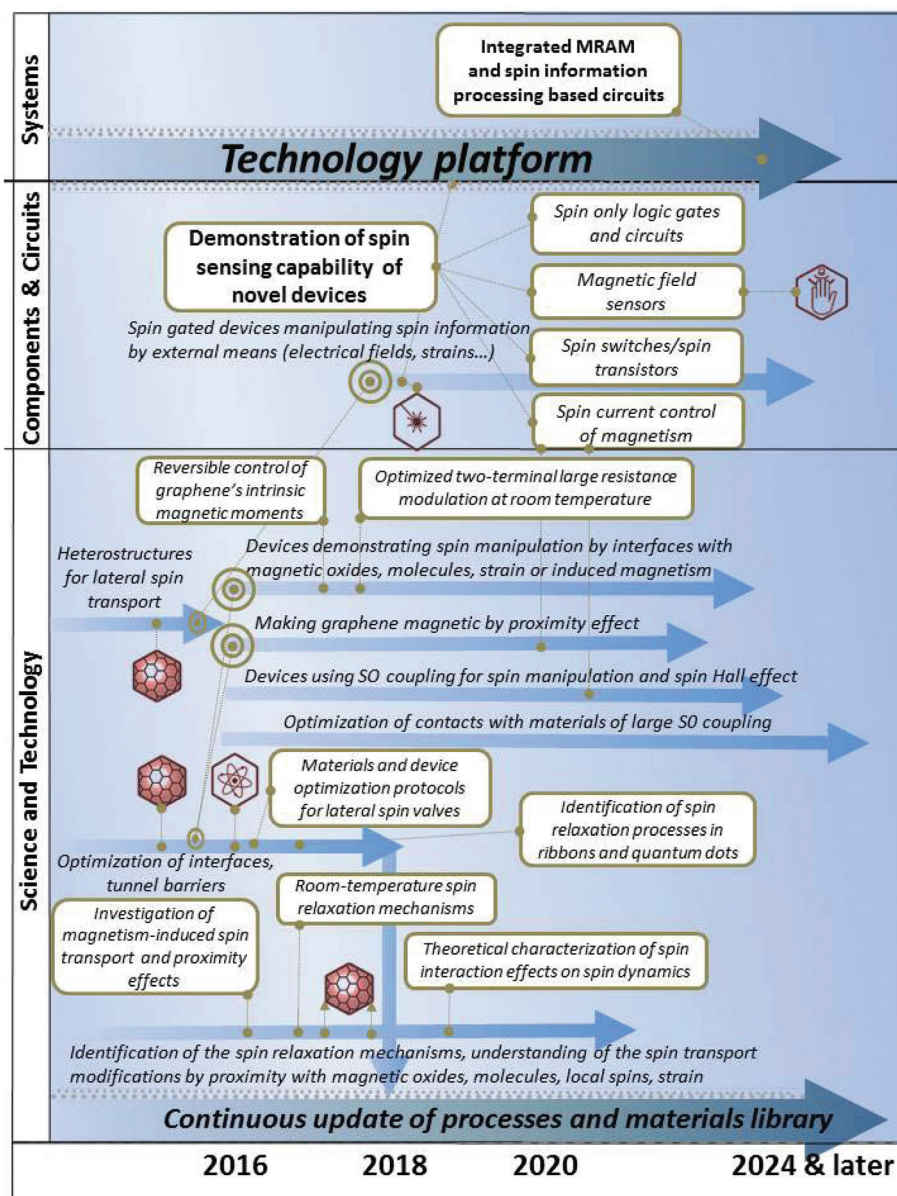 Systems
Integrated MRAM
and spin information
processing based circuits
Technology platform
Components & Circuits
Demonstration of spin
sensing capability of
novel devices
Spin only logic gates
and circuits
Magnetic field
sensors
Spin gated devices manipulating spin information
by external means (electrical fields, strains...)
Spin switches/spin
transistors
Spin current control
of magnetism
Science and Technology
Reversible control of
graphene's intrinsic
magnetic moments
Optimized two-terminal large resistance
modulation at room temperature
Heterostructures
for lateral spin
transport
Devices demonstrating spin manipulation by interfaces with
magnetic oxides, molecules, strain or induced magnetism
Making graphene magnetic by proximity effect
Devices using SO coupling for spin manipulation and spin Hall effect
Optimization of contacts with materials of large S0 coupling
Materials and device
optimization protocols
for lateral spin valves
Identification of spin
relaxation processes in
ribbons and quantum dots
Optimization of interfaces,
tunnel barriers
Room-temperature spin
relaxation mechanisms
Investigation of
magnetism-induced spin
transport and proximity
effects
Theoretical characterization of spin
interaction effects on spin dynamics
Identification of the spin relaxation mechanisms, understanding of the spin transport
modifications by proximity with magnetic oxides, molecules, local spins, strain
Continuous update of processes and materials library
2016 2018 2020 2024 & later